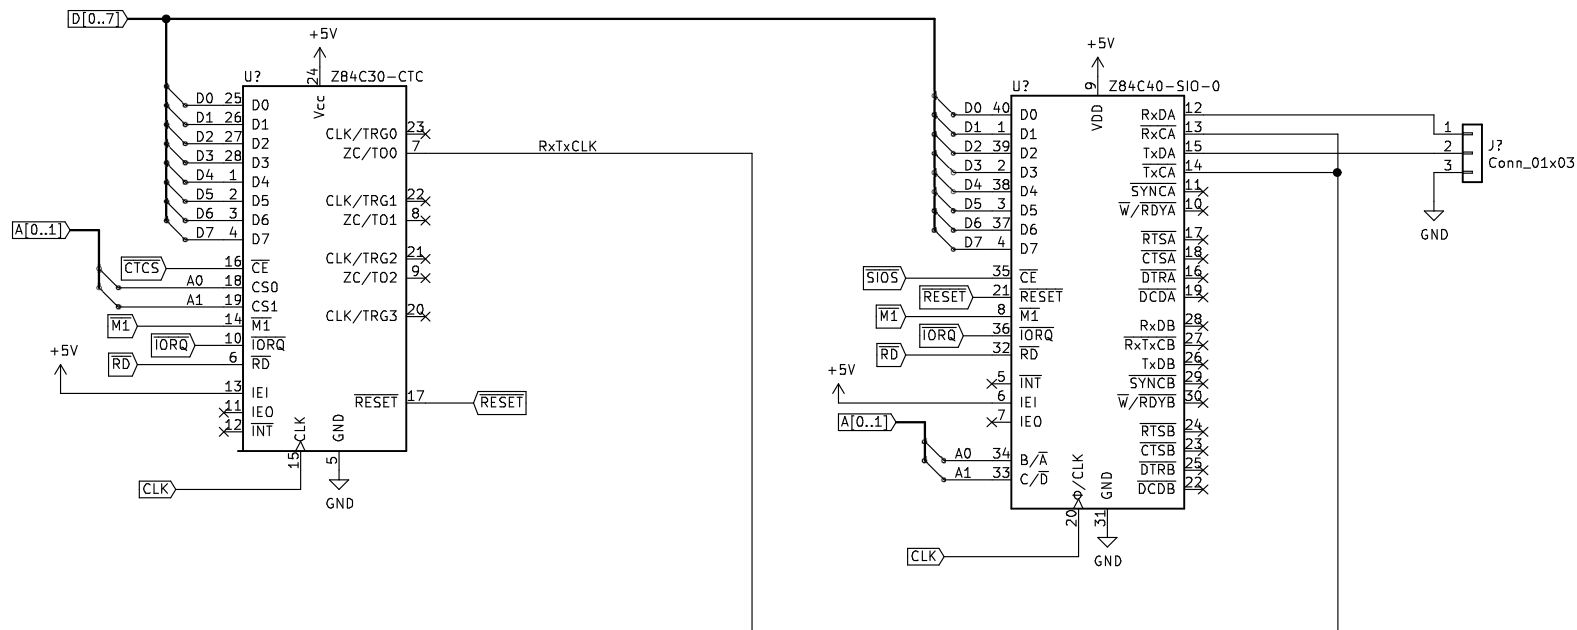 D[0..7]
+5V
U?
Z84C30-CTC
24
Vcc
D0 25 D0
D1 26 D1
D2 27 D2
D3 28 D3
D4 1 D4
D5 2 D5
D6 3 D6
D7 4 D7
A[0..1]
CTCS 16 CE
A0 18 CS0
A1 19 CS1
M1 14 M1
IORQ 10 IORQ
RD 6 RD
+5V
13 IEI
11 IEO
12 INT
CLK/TRG0 23
ZC/TO0 7
RxTxCLK
CLK/TRG1 22
ZC/TO1 8
CLK/TRG2 21
ZC/TO2 9
CLK/TRG3 20
RESET 17 RESET
CLK
15
CLK
GND
5
GND
+5V
U?
Z84C40-SIO-0
9
VDD
D0 40 D0
D1 1 D1
D2 39 D2
D3 2 D3
D4 38 D4
D5 3 D5
D6 37 D6
D7 4 D7
SIOS 35 CE
RESET 21 RESET
M1 8 M1
IORQ 36 IORQ
RD 32 RD
+5V
5 INT
6 IEI
7 IEO
A[0..1]
A0 34 B/A
A1 33 C/D
RxDA 12
RxCA 13
TxDA 15
TxCA 14
SYNCA 11
W/RDYA 10
RTSA 17
CTSA 18
DTRA 16
DCDA 19
RxDB 28
RxTxCB 27
TxDB 26
SYNCB 29
W/RDYB 30
RTSB 24
CTSB 23
DTRB 25
DCDB 22
Φ/CLK
20
CLK
GND
31
GND
1
2
3
J?
Conn_01x03
GND